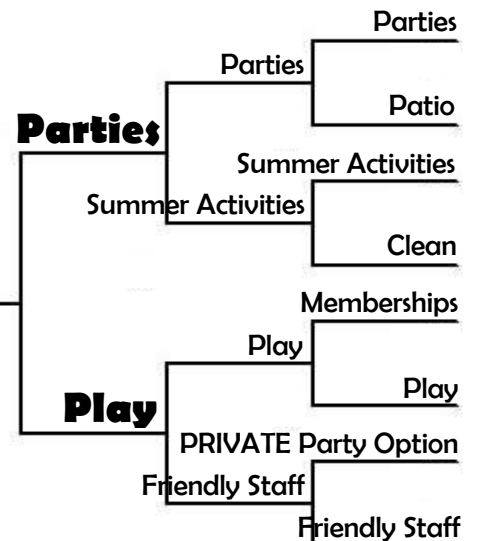 Parties
Parties
Patio
Parties
Summer Activities
Summer Activities
Clean
Memberships
Play
Play
Play
PRIVATE Party Option
Friendly Staff
Friendly Staff